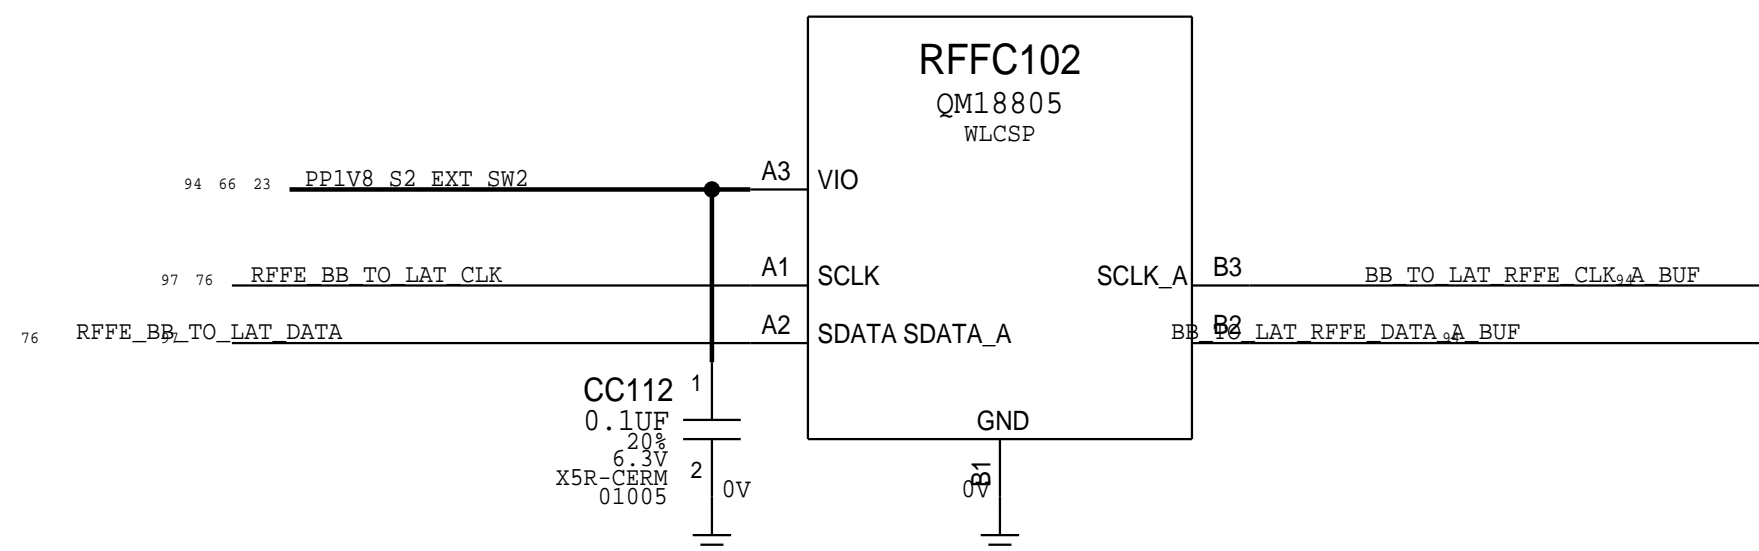 RFFC102
QM18805
WLCSP
94 66 23 PP1V8_S2_EXT_SW2 A3 VIO
97 76 RFFE_BB_TO_LAT_CLK A1 SCLK SCLK_A B3 BB_TO_LAT_RFFE_CLK_A_BUF 94
76 RFFE_BB_TO_LAT_DATA 97 A2 SDATA SDATA_A B2 BB_TO_LAT_RFFE_DATA_A_BUF 94
CC112 1
0.1UF
20%
6.3V
X5R-CERM 2
01005 0V
GND
B1
0V